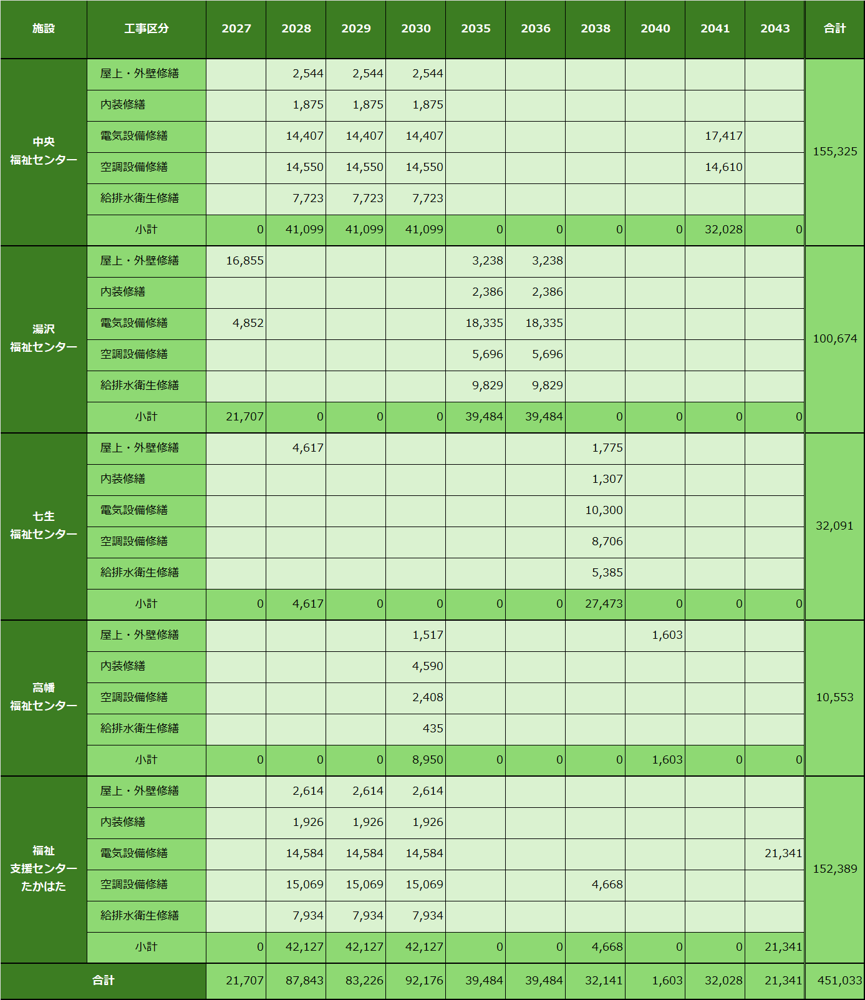 施設 工事区分 2027 2028 2029 2030 2035 2036 2038 2040 2041 2043 合計
中央
福祉センター
屋上・外壁修繕 2,544 2,544 2,544
内装修繕 1,875 1,875 1,875
電気設備修繕 14,407 14,407 14,407 17,417
空調設備修繕 14,550 14,550 14,550 14,610
給排水衛生修繕 7,723 7,723 7,723
小計 0 41,099 41,099 41,099 0 0 0 0 32,028 0
155,325
湯沢
福祉センター
屋上・外壁修繕 16,855 3,238 3,238
内装修繕 2,386 2,386
電気設備修繕 4,852 18,335 18,335
空調設備修繕 5,696 5,696
給排水衛生修繕 9,829 9,829
小計 21,707 0 0 0 39,484 39,484 0 0 0 0
100,674
七生
福祉センター
屋上・外壁修繕 4,617 1,775
内装修繕 1,307
電気設備修繕 10,300
空調設備修繕 8,706
給排水衛生修繕 5,385
小計 0 4,617 0 0 0 0 27,473 0 0 0
32,091
高幡
福祉センター
屋上・外壁修繕 1,517 1,603
内装修繕 4,590
空調設備修繕 2,408
給排水衛生修繕 435
小計 0 0 0 8,950 0 0 0 1,603 0 0
10,553
福祉
支援センター
たかはた
屋上・外壁修繕 2,614 2,614 2,614
内装修繕 1,926 1,926 1,926
電気設備修繕 14,584 14,584 14,584 21,341
空調設備修繕 15,069 15,069 15,069 4,668
給排水衛生修繕 7,934 7,934 7,934
小計 0 42,127 42,127 42,127 0 0 4,668 0 0 21,341
152,389
合計 21,707 87,843 83,226 92,176 39,484 39,484 32,141 1,603 32,028 21,341 451,033